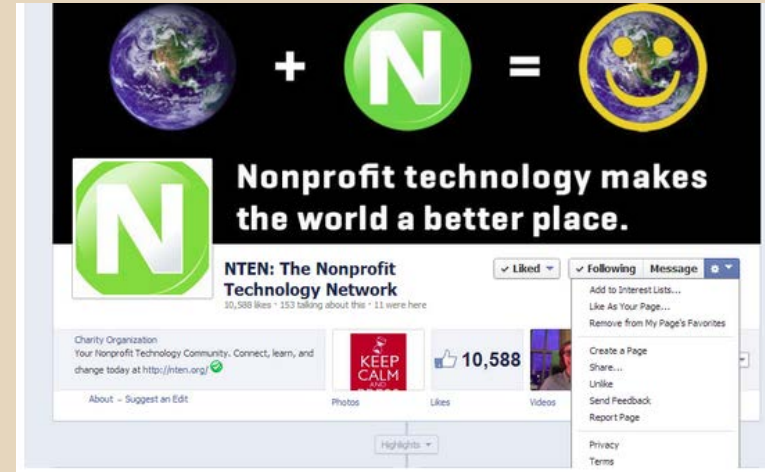 + N =
Nonprofit technology makes
the world a better place.
N
NTEN: The Nonprofit
Technology Network
10,588 likes · 153 talking about this · 11 were here
✓ Liked
✓ Following Message
Add to Interest Lists...
Like As Your Page...
Remove from My Page's Favorites
Create a Page
Share...
Unlike
Send Feedback
Report Page
Privacy
Terms
Charity Organization
Your Nonprofit Technology Community. Connect, learn, and
change today at http://nten.org/
About – Suggest an Edit
KEEP
CALM
AND
Photos
10,588
Likes
Videos
Highlights